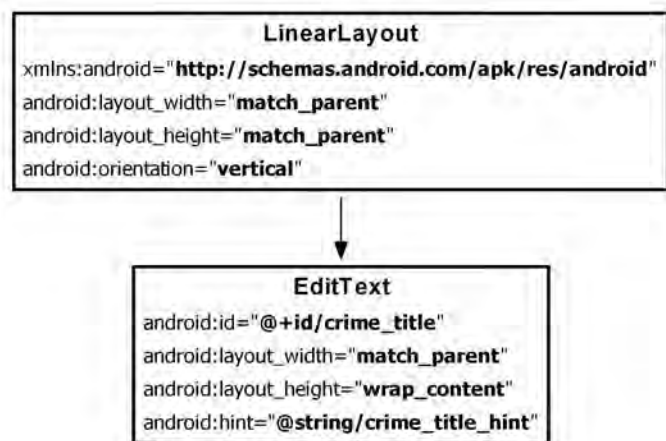 LinearLayout
xmlns:android="http://schemas.android.com/apk/res/android"
android:layout_width="match_parent"
android:layout_height="match_parent"
android:orientation="vertical"
EditText
android:id="@+id/crime_title"
android:layout_width="match_parent"
android:layout_height="wrap_content"
android:hint="@string/crime_title_hint"